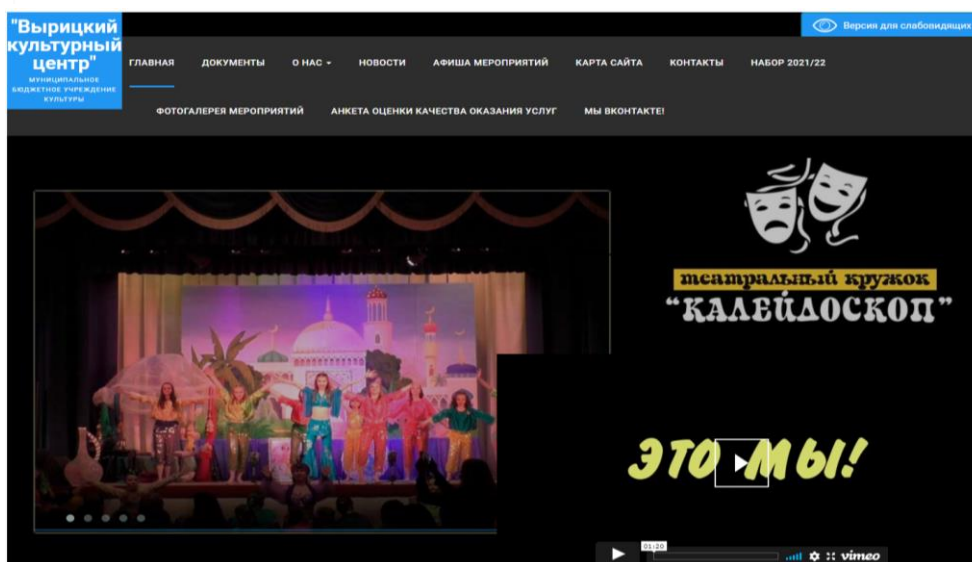 "Вырицкий
культурный
центр"
МУНИЦИПАЛЬНОЕ
БЮДЖЕТНОЕ УЧРЕЖДЕНИЕ
КУЛЬТУРЫ
Версия для слабовидящих
ГЛАВНАЯ ДОКУМЕНТЫ О НАС НОВОСТИ АФИША МЕРОПРИЯТИЙ КАРТА САЙТА КОНТАКТЫ НАБОР 2021/22
ФОТОГАЛЕРЕЯ МЕРОПРИЯТИЙ АНКЕТА ОЦЕНКИ КАЧЕСТВА ОКАЗАНИЯ УСЛУГ МЫ ВКОНТАКТЕ!
театральный кружок
"КАЛЕЙДОСКОП"
ЭТО МЫ!
01:20
vimeo